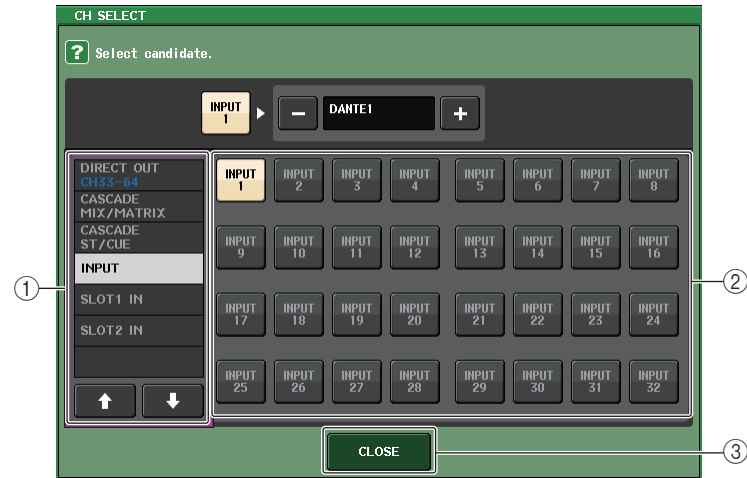 CH SELECT
? Select candidate.
INPUT
1
−
DANTE1
+
DIRECT OUT
CH33-64
CASCADE
MIX/MATRIX
CASCADE
ST/CUE
INPUT
SLOT1 IN
SLOT2 IN
INPUT INPUT INPUT INPUT INPUT INPUT INPUT INPUT
1 2 3 4 5 6 7 8
INPUT INPUT INPUT INPUT INPUT INPUT INPUT INPUT
9 10 11 12 13 14 15 16
INPUT INPUT INPUT INPUT INPUT INPUT INPUT INPUT
17 18 19 20 21 22 23 24
INPUT INPUT INPUT INPUT INPUT INPUT INPUT INPUT
25 26 27 28 29 30 31 32
CLOSE
①
②
③